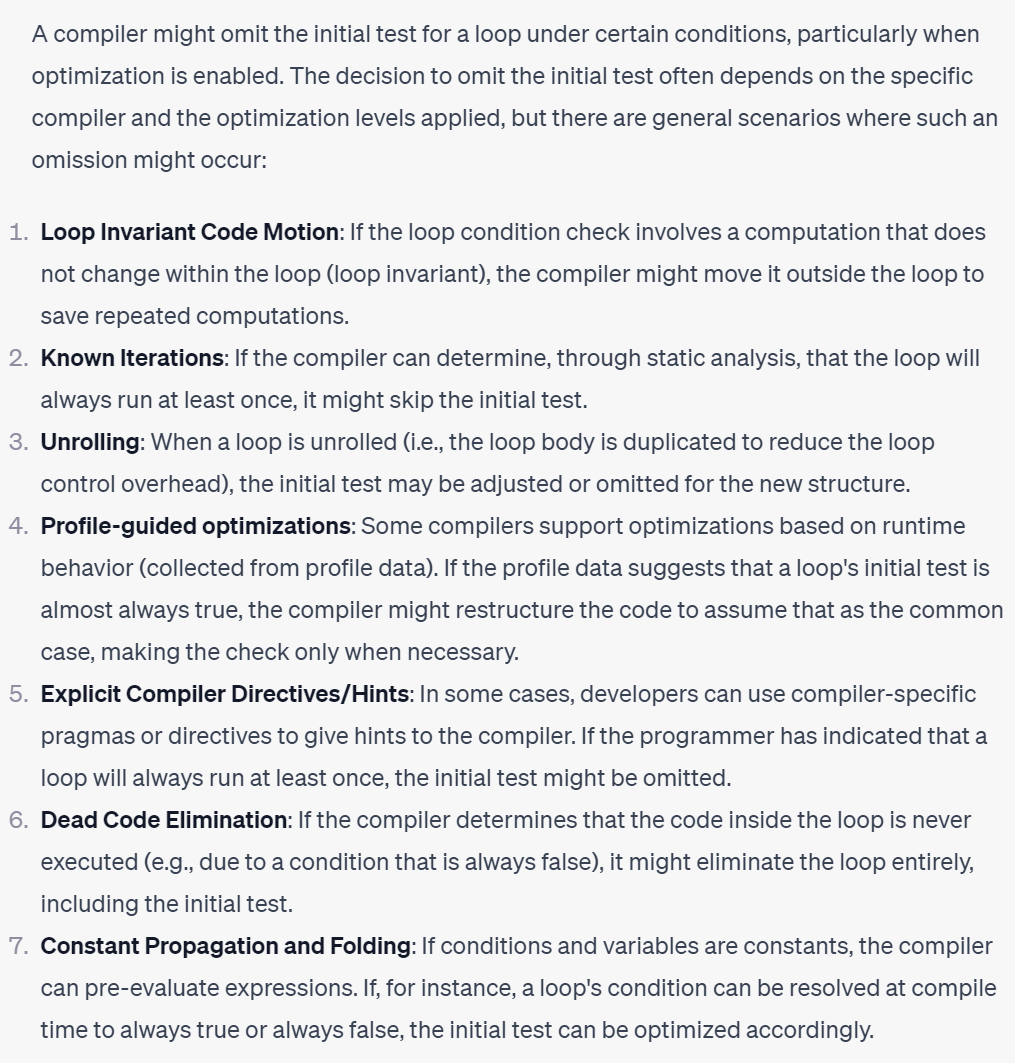 A compiler might omit the initial test for a loop under certain conditions, particularly when
optimization is enabled. The decision to omit the initial test often depends on the specific
compiler and the optimization levels applied, but there are general scenarios where such an
omission might occur:
1. Loop Invariant Code Motion: If the loop condition check involves a computation that does
not change within the loop (loop invariant), the compiler might move it outside the loop to
save repeated computations.
2. Known Iterations: If the compiler can determine, through static analysis, that the loop will
always run at least once, it might skip the initial test.
3. Unrolling: When a loop is unrolled (i.e., the loop body is duplicated to reduce the loop
control overhead), the initial test may be adjusted or omitted for the new structure.
4. Profile-guided optimizations: Some compilers support optimizations based on runtime
behavior (collected from profile data). If the profile data suggests that a loop's initial test is
almost always true, the compiler might restructure the code to assume that as the common
case, making the check only when necessary.
5. Explicit Compiler Directives/Hints: In some cases, developers can use compiler-specific
pragmas or directives to give hints to the compiler. If the programmer has indicated that a
loop will always run at least once, the initial test might be omitted.
6. Dead Code Elimination: If the compiler determines that the code inside the loop is never
executed (e.g., due to a condition that is always false), it might eliminate the loop entirely,
including the initial test.
7. Constant Propagation and Folding: If conditions and variables are constants, the compiler
can pre-evaluate expressions. If, for instance, a loop's condition can be resolved at compile
time to always true or always false, the initial test can be optimized accordingly.